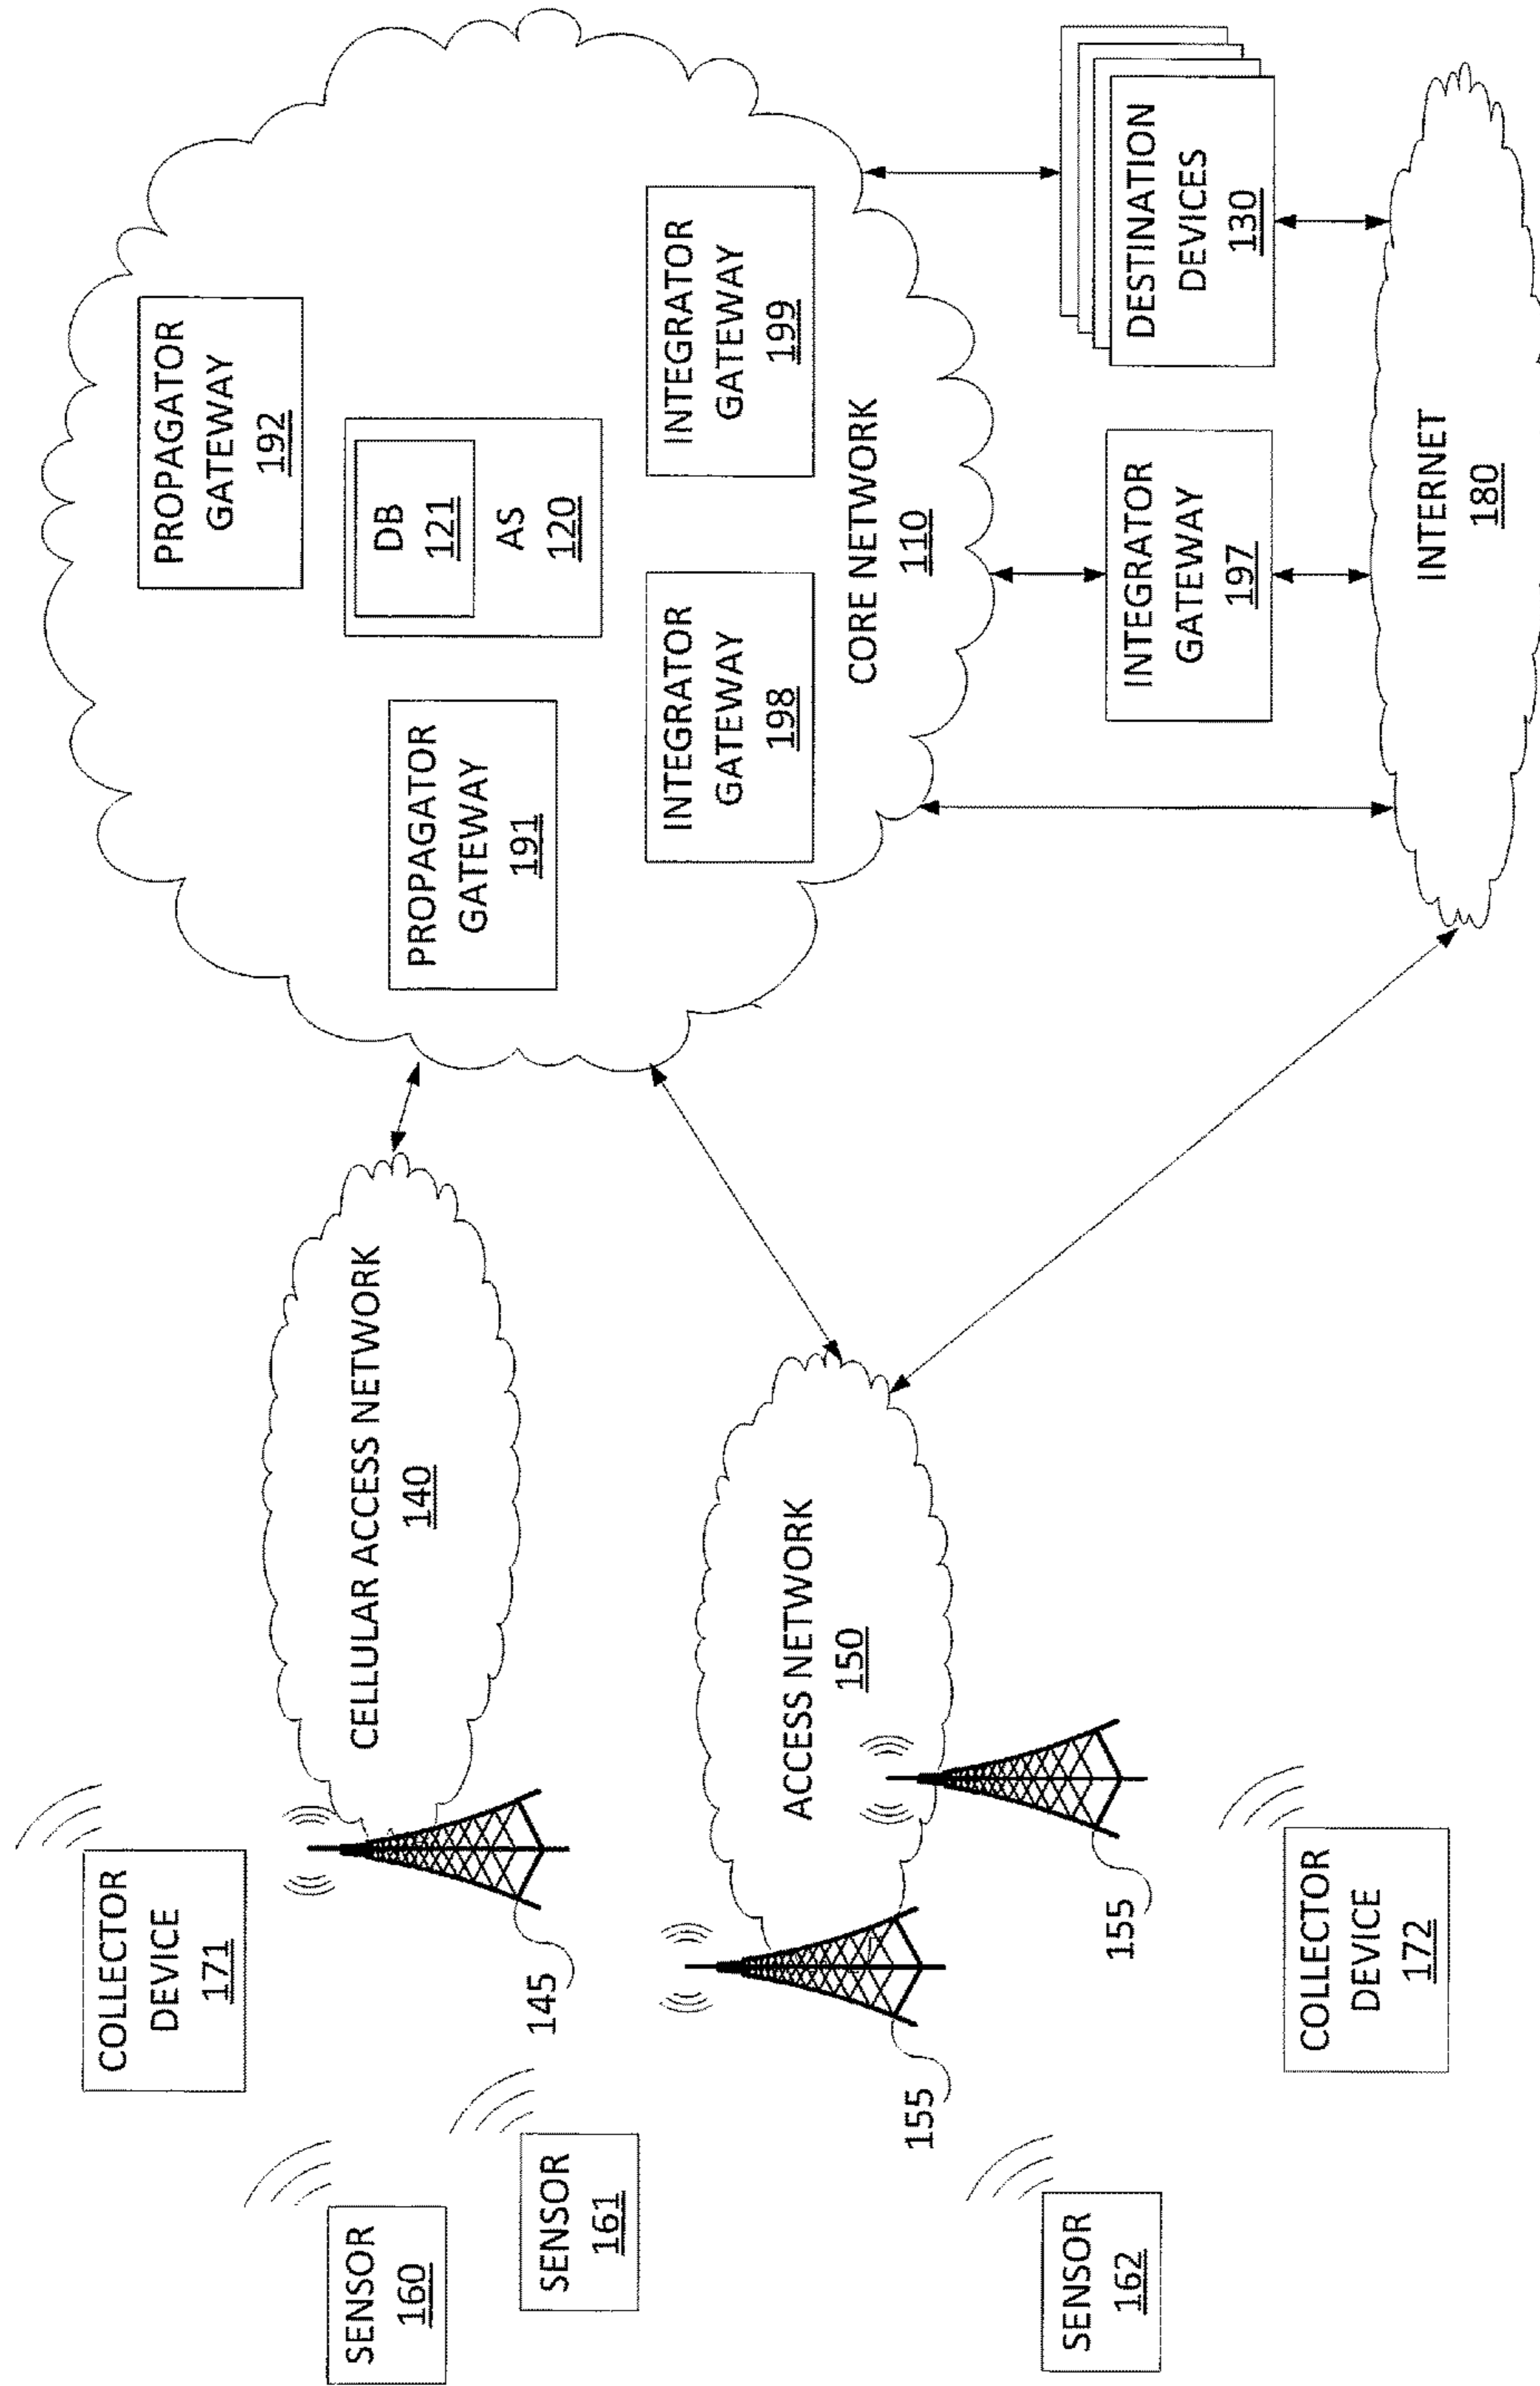 COLLECTOR
DEVICE
171
SENSOR
160
SENSOR
161
145
CELLULAR ACCESS NETWORK
140
PROPAGATOR
GATEWAY
192
PROPAGATOR
GATEWAY
191
DB
121
AS
120
INTEGRATOR
GATEWAY
198
INTEGRATOR
GATEWAY
199
CORE NETWORK
110
ACCESS NETWORK
150
155
155
SENSOR
162
COLLECTOR
DEVICE
172
INTEGRATOR
GATEWAY
197
DESTINATION
DEVICES
130
INTERNET
180